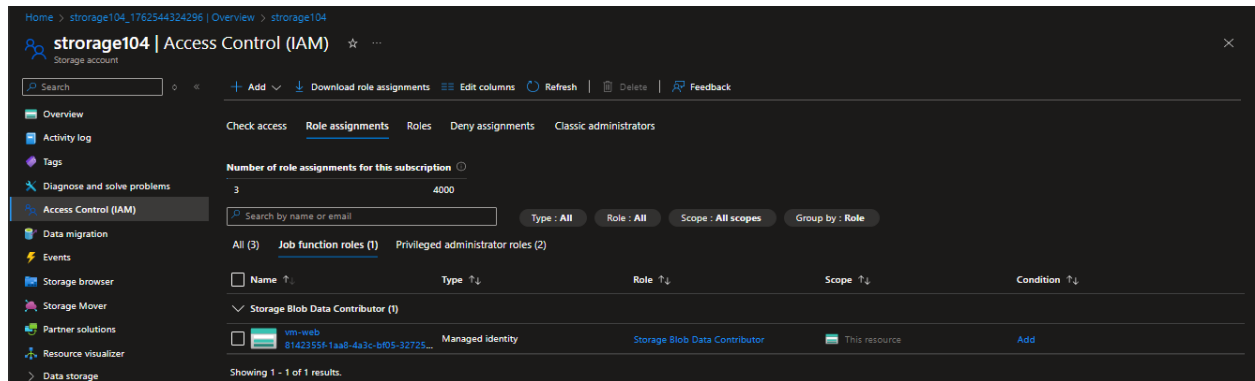 Home > strorage104_1762544324296 | Overview > strorage104
strorage104 | Access Control (IAM) ☆ ...
Storage account
Search
Add Download role assignments Edit columns Refresh Delete Feedback
Overview
Activity log
Tags
Diagnose and solve problems
Access Control (IAM)
Data migration
Events
Storage browser
Storage Mover
Partner solutions
Resource visualizer
Data storage
Check access Role assignments Roles Deny assignments Classic administrators
Number of role assignments for this subscription
3 4000
Search by name or email Type : All Role : All Scope : All scopes Group by : Role
All (3) Job function roles (1) Privileged administrator roles (2)
Name Type Role Scope Condition
Storage Blob Data Contributor (1)
vm-web
8142355f-1aa8-4a3c-bf05-32725... Managed identity Storage Blob Data Contributor This resource Add
Showing 1 - 1 of 1 results.